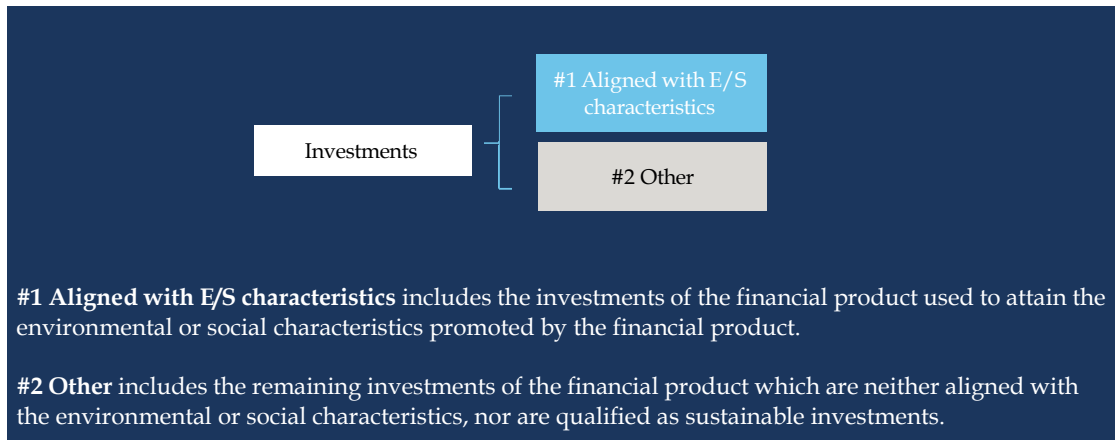 #1 Aligned with E/S
characteristics
Investments
#2 Other
#1 Aligned with E/S characteristics includes the investments of the financial product used to attain the
environmental or social characteristics promoted by the financial product.
#2 Other includes the remaining investments of the financial product which are neither aligned with
the environmental or social characteristics, nor are qualified as sustainable investments.